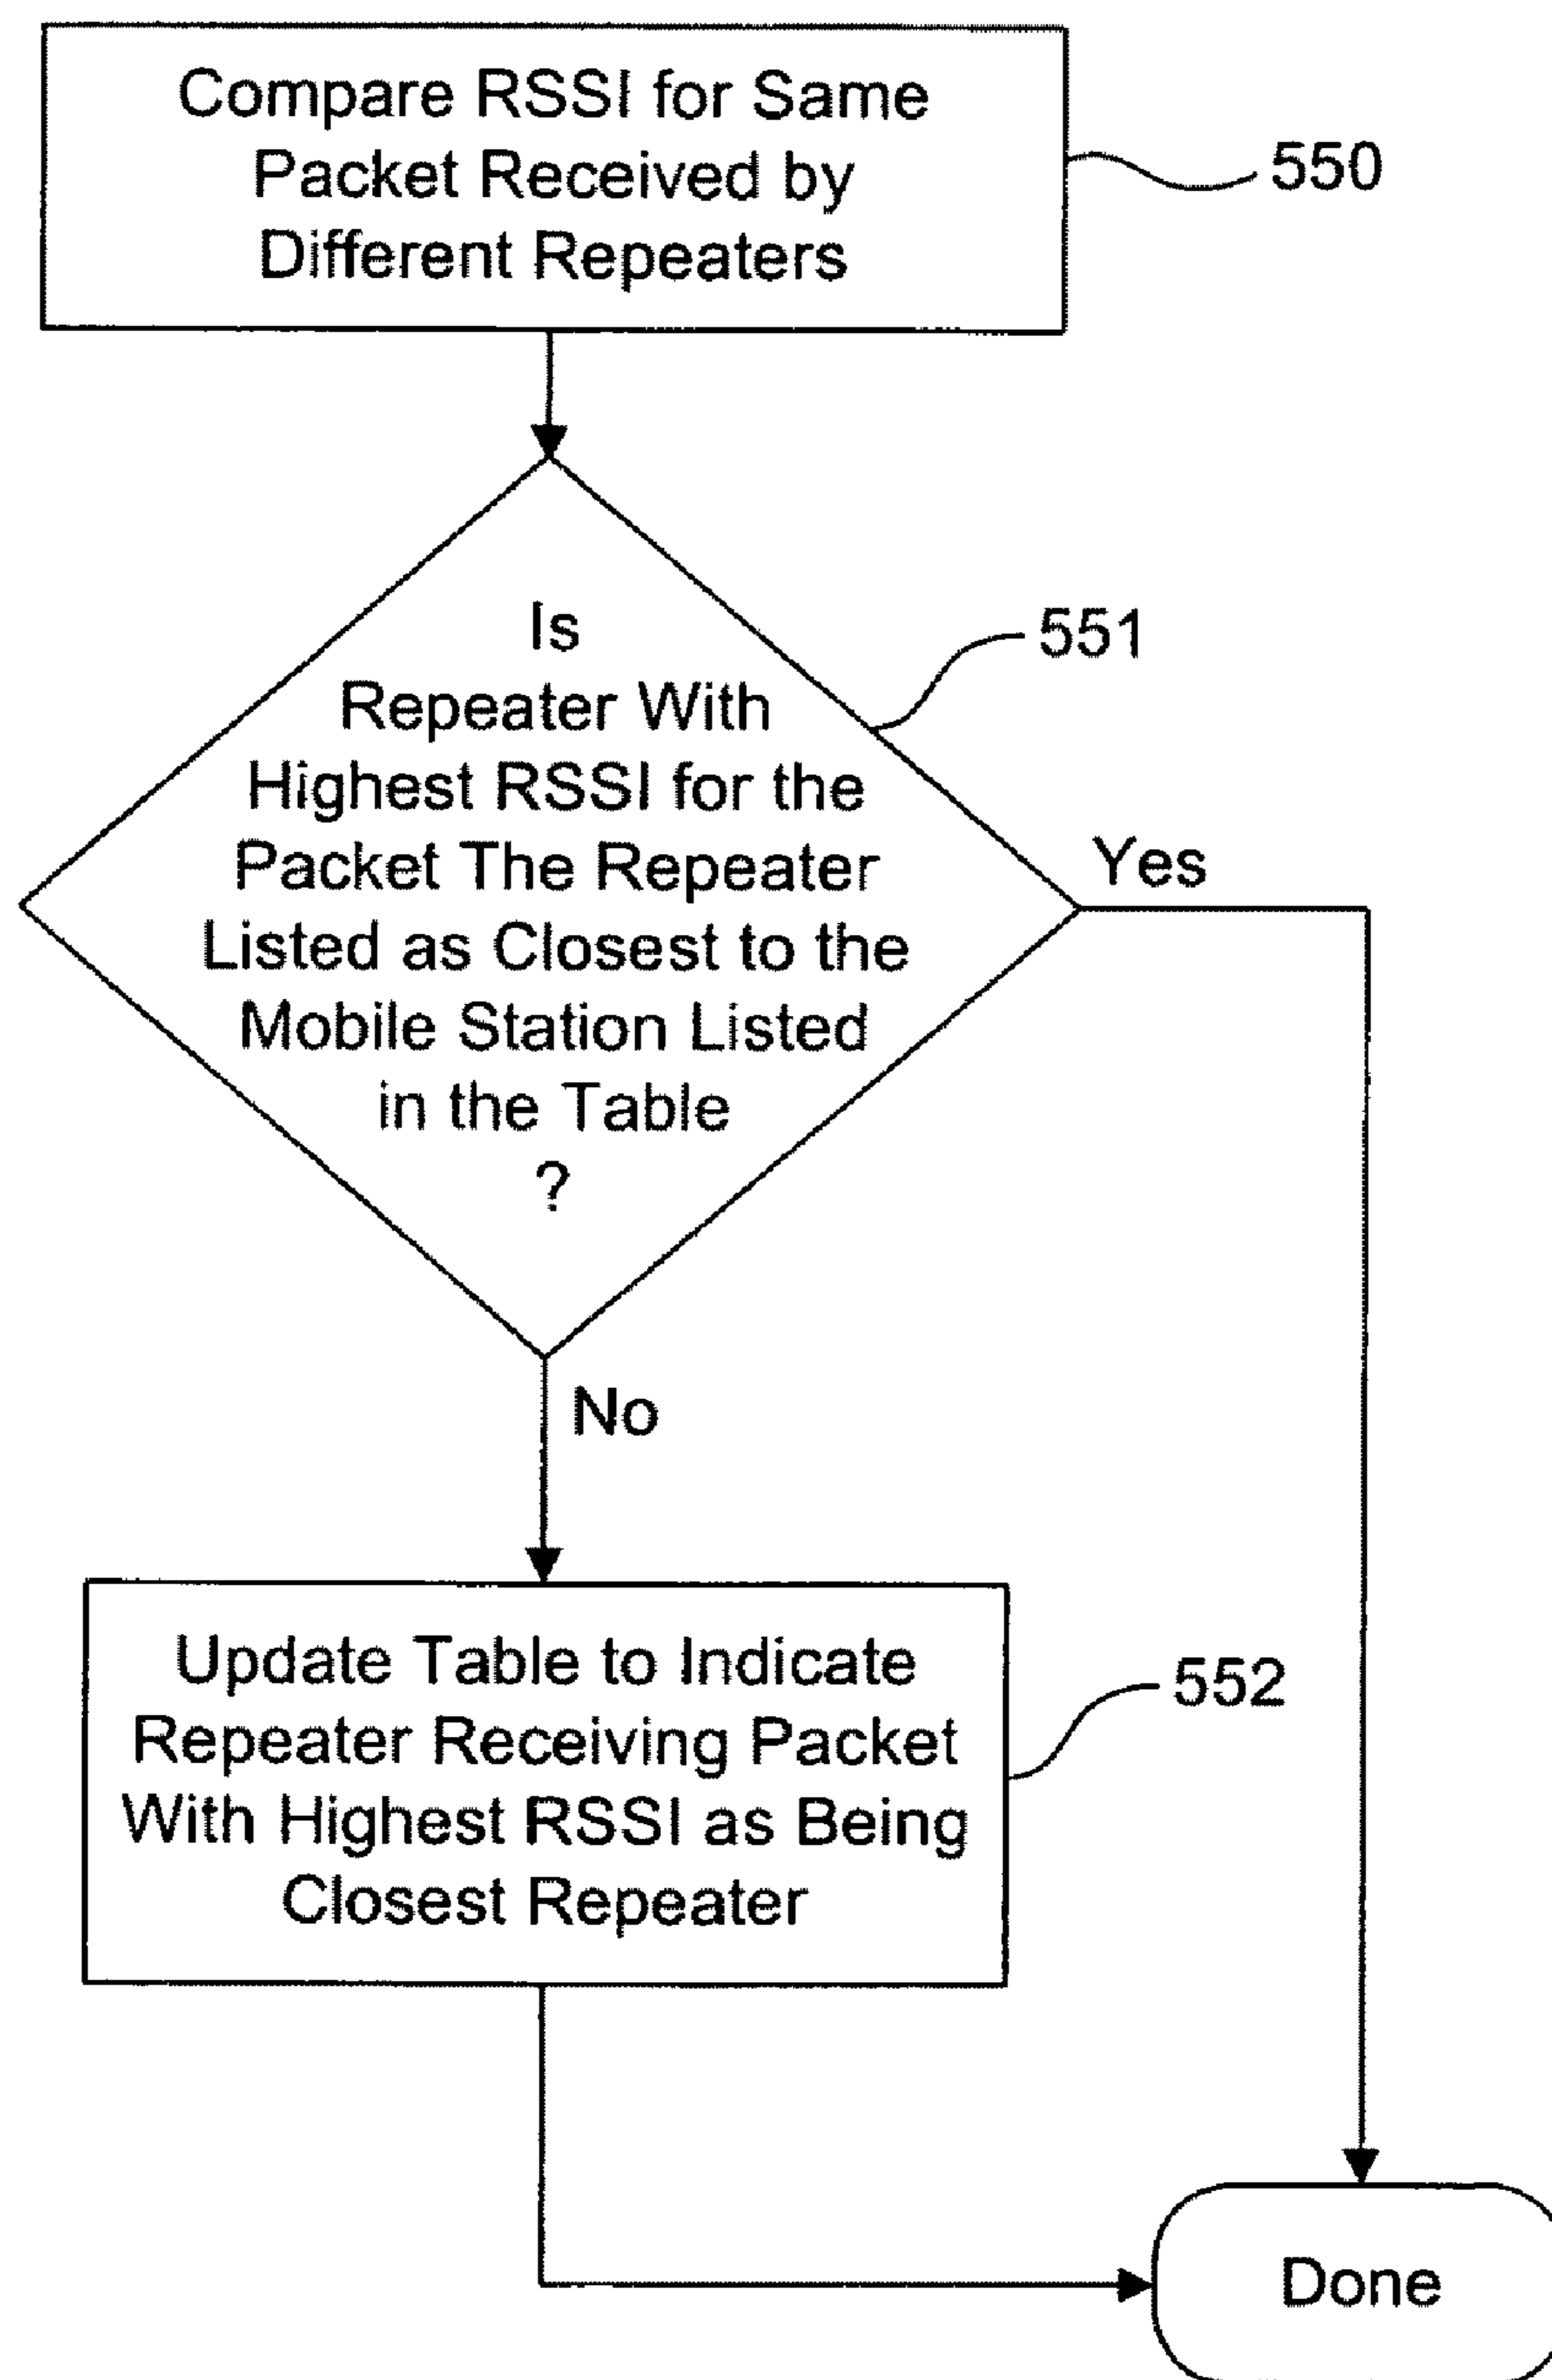 Compare RSSI for Same
Packet Received by
Different Repeaters
550
Is
Repeater With
Highest RSSI for the
Packet The Repeater
Listed as Closest to the
Mobile Station Listed
in the Table
?
551
Yes
No
Update Table to Indicate
Repeater Receiving Packet
With Highest RSSI as Being
Closest Repeater
552
Done